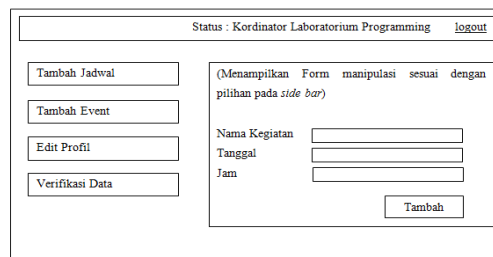 Status : Kordinator Laboratorium Programming logout
Tambah Jadwal
Tambah Event
Edit Profil
Verifikasi Data
(Menampilkan Form manipulasi sesuai dengan
pilihan pada side bar)
Nama Kegiatan
Tanggal
Jam
Tambah